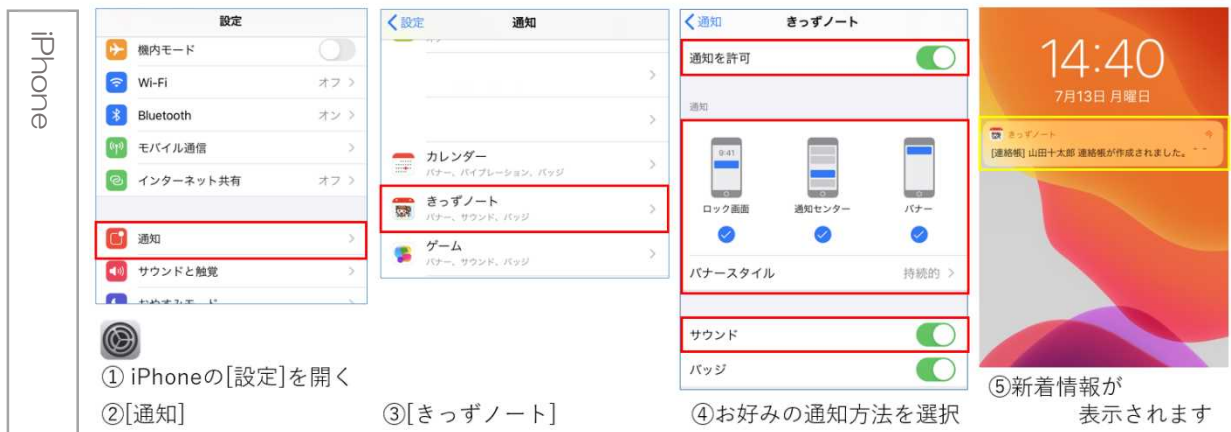 iPhone
設定
機内モード
Wi-Fi オフ
Bluetooth オン
モバイル通信
インターネット共有 オフ
通知
サウンドと触覚
おやすみモード
① iPhoneの[設定]を開く
②[通知]
設定 通知
カレンダー
バナー、バイブレーション、バッジ
きっずノート
バナー、サウンド、バッジ
ゲーム
バナー、サウンド、バッジ
③[きっずノート]
通知 きっずノート
通知を許可
通知
9:41
ロック画面 通知センター バナー
バナースタイル 持続的
サウンド
バッジ
④お好みの通知方法を選択
14:40
7月13日 月曜日
きっずノート 今
[連絡帳] 山田十太郎 連絡帳が作成されました。
⑤新着情報が
表示されます